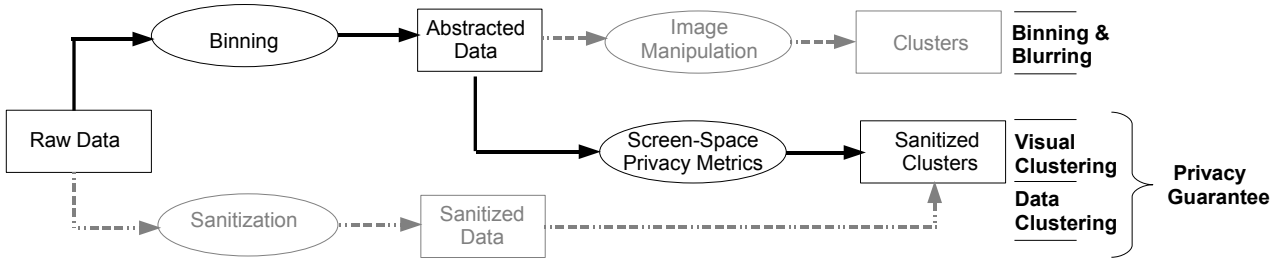 Binning
Abstracted
Data
Image
Manipulation
Clusters
Binning &
Blurring
Raw Data
Screen-Space
Privacy Metrics
Sanitized
Clusters
Visual
Clustering
Privacy
Guarantee
Sanitization
Sanitized
Data
Data
Clustering